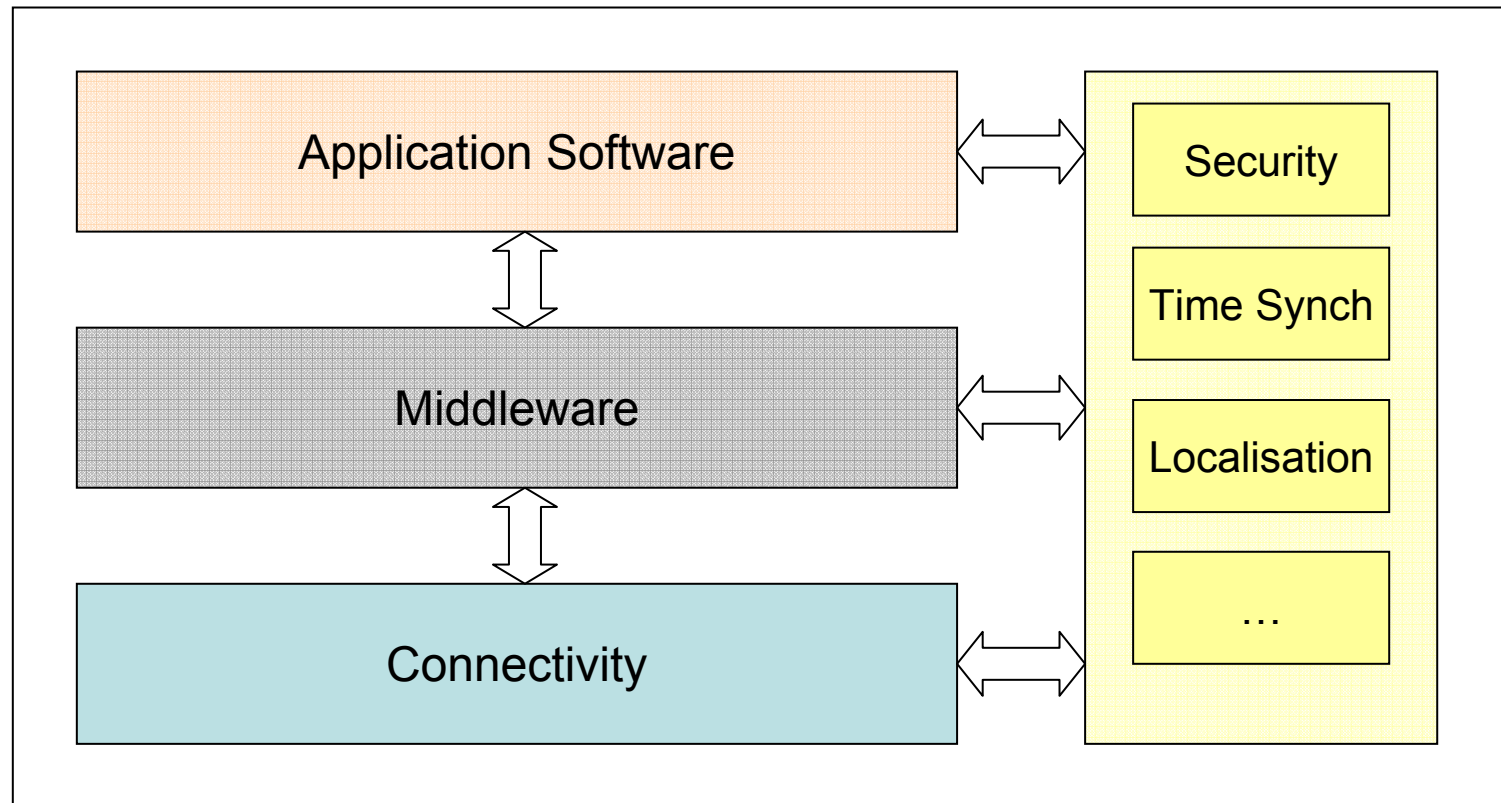 Application Software
Middleware
Connectivity
Security
Time Synch
Localisation
…